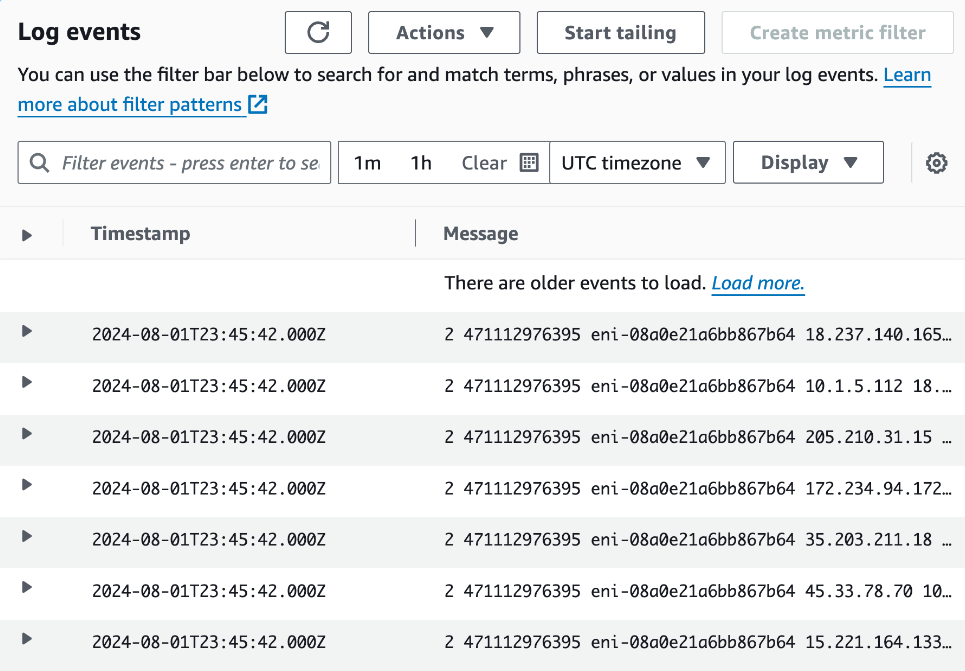 Log events Actions Start tailing Create metric filter
You can use the filter bar below to search for and match terms, phrases, or values in your log events. Learn
more about filter patterns
Filter events - press enter to se 1m 1h Clear UTC timezone Display
Timestamp Message
There are older events to load. Load more.
2024-08-01T23:45:42.000Z 2 471112976395 eni-08a0e21a6bb867b64 18.237.140.165…
2024-08-01T23:45:42.000Z 2 471112976395 eni-08a0e21a6bb867b64 10.1.5.112 18.…
2024-08-01T23:45:42.000Z 2 471112976395 eni-08a0e21a6bb867b64 205.210.31.15 …
2024-08-01T23:45:42.000Z 2 471112976395 eni-08a0e21a6bb867b64 172.234.94.172…
2024-08-01T23:45:42.000Z 2 471112976395 eni-08a0e21a6bb867b64 35.203.211.18 …
2024-08-01T23:45:42.000Z 2 471112976395 eni-08a0e21a6bb867b64 45.33.78.70 10…
2024-08-01T23:45:42.000Z 2 471112976395 eni-08a0e21a6bb867b64 15.221.164.133…